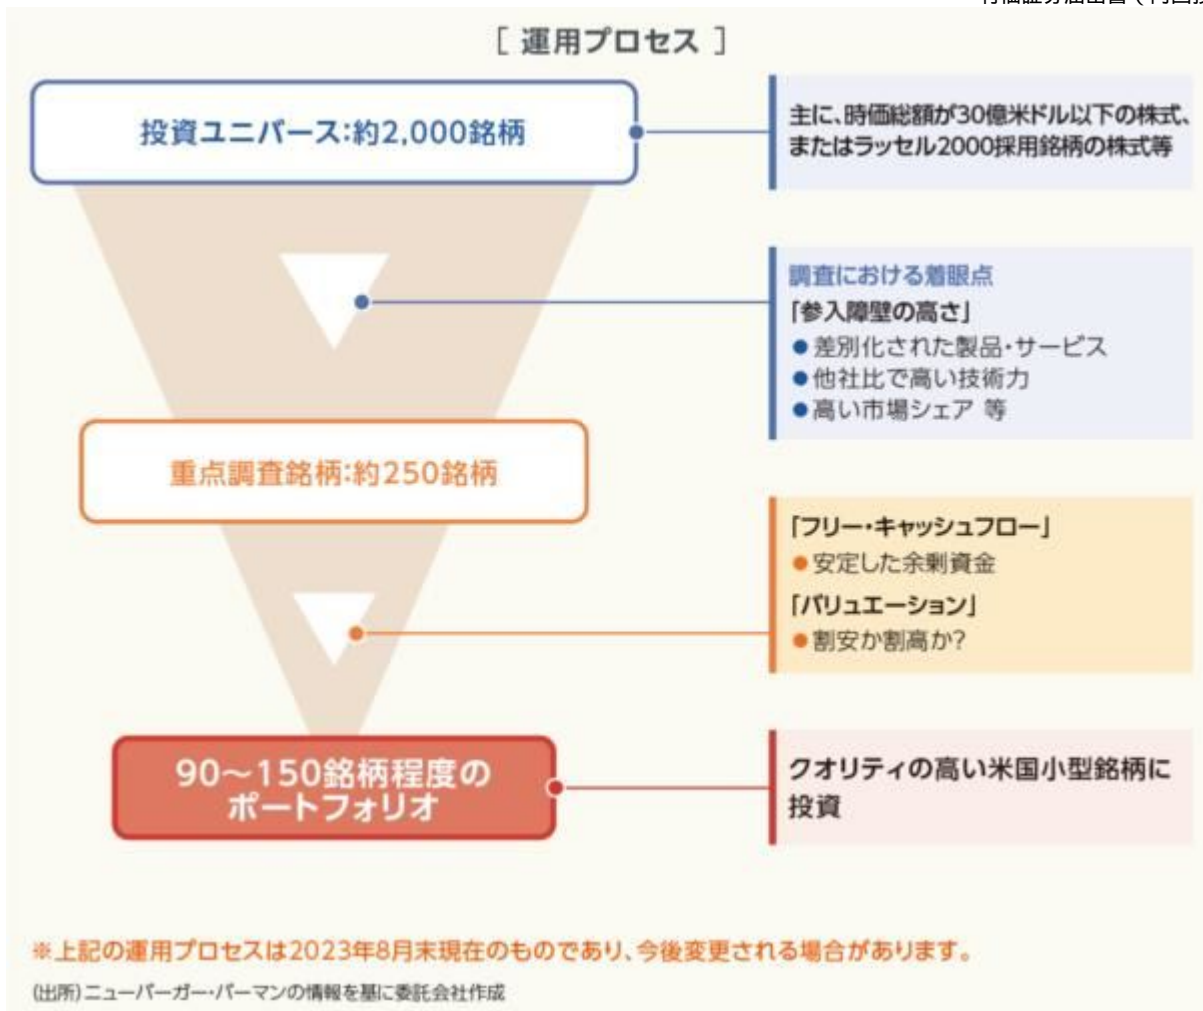 [ 運用プロセス ]
投資ユニバース:約2,000銘柄
主に、時価総額が30億米ドル以下の株式、
またはラッセル2000採用銘柄の株式等
調査における着眼点
「参入障壁の高さ」
●差別化された製品・サービス
●他社比で高い技術力
●高い市場シェア 等
重点調査銘柄:約250銘柄
「フリー・キャッシュフロー」
●安定した余剰資金
「バリュエーション」
●割安か割高か?
90～150銘柄程度の
ポートフォリオ
クオリティの高い米国小型銘柄に
投資
※上記の運用プロセスは2023年8月末現在のものであり、今後変更される場合があります。
(出所)ニューバーガー・バーマンの情報を基に委託会社作成